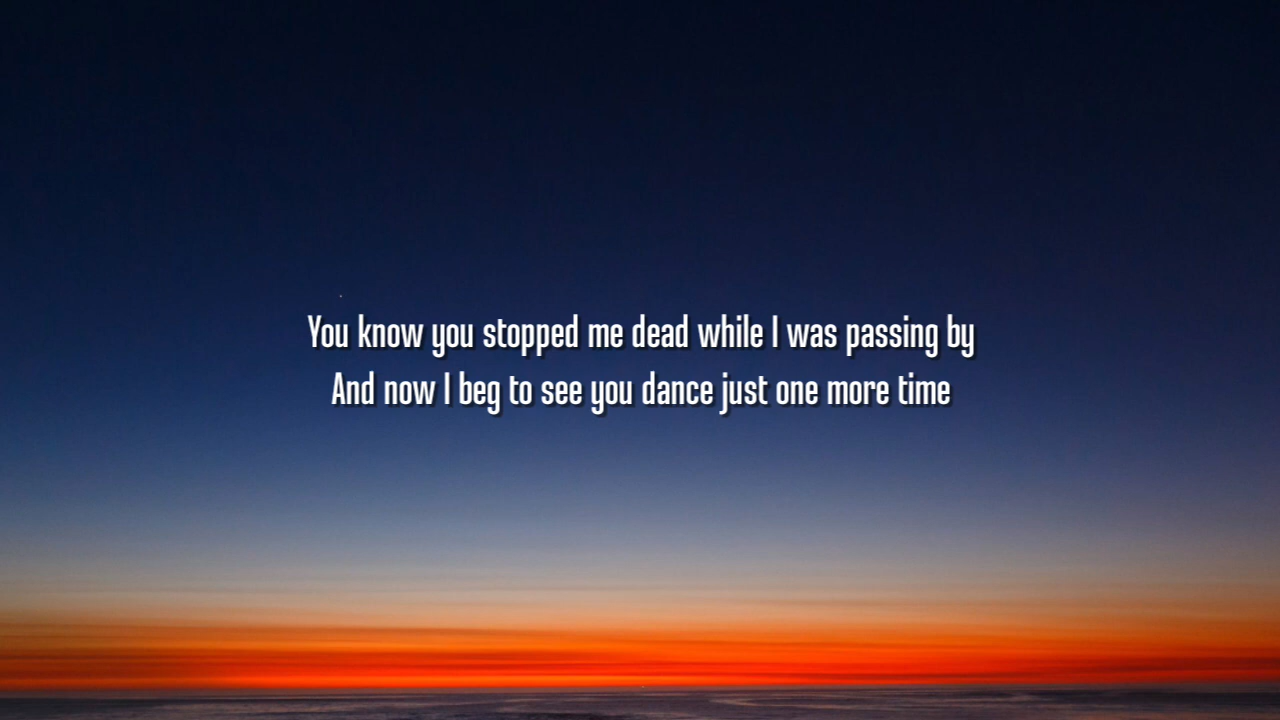 You know you stopped me dead while I was passing by
And now I beg to see you dance just one more time